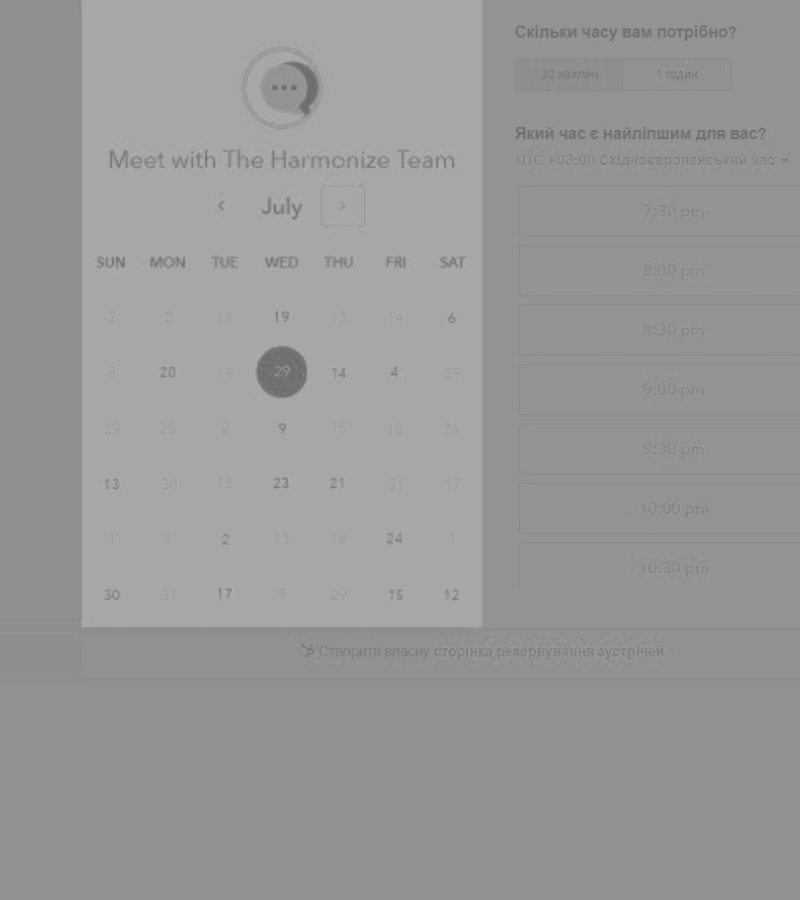 Meet with The Harmonize Team
July
SUN MON TUE WED THU FRI SAT
2 2 18 19 13 14 6
8 20 19 29 14 4 29
29 25 2 9 15 18 26
13 30 13 23 21 31 17
1 5 2 13 19 24 1
30 31 17 9 29 15 12
Скільки часу вам потрібно?
30 хвилин 1 годин
Який час є найліпшим для вас?
UTC +03:00 Східноєвропейський час
7:30 pm
8:00 pm
8:30 pm
9:00 pm
9:30 pm
10:00 pm
10:30 pm
Створити власну сторінка резервування зустрічей